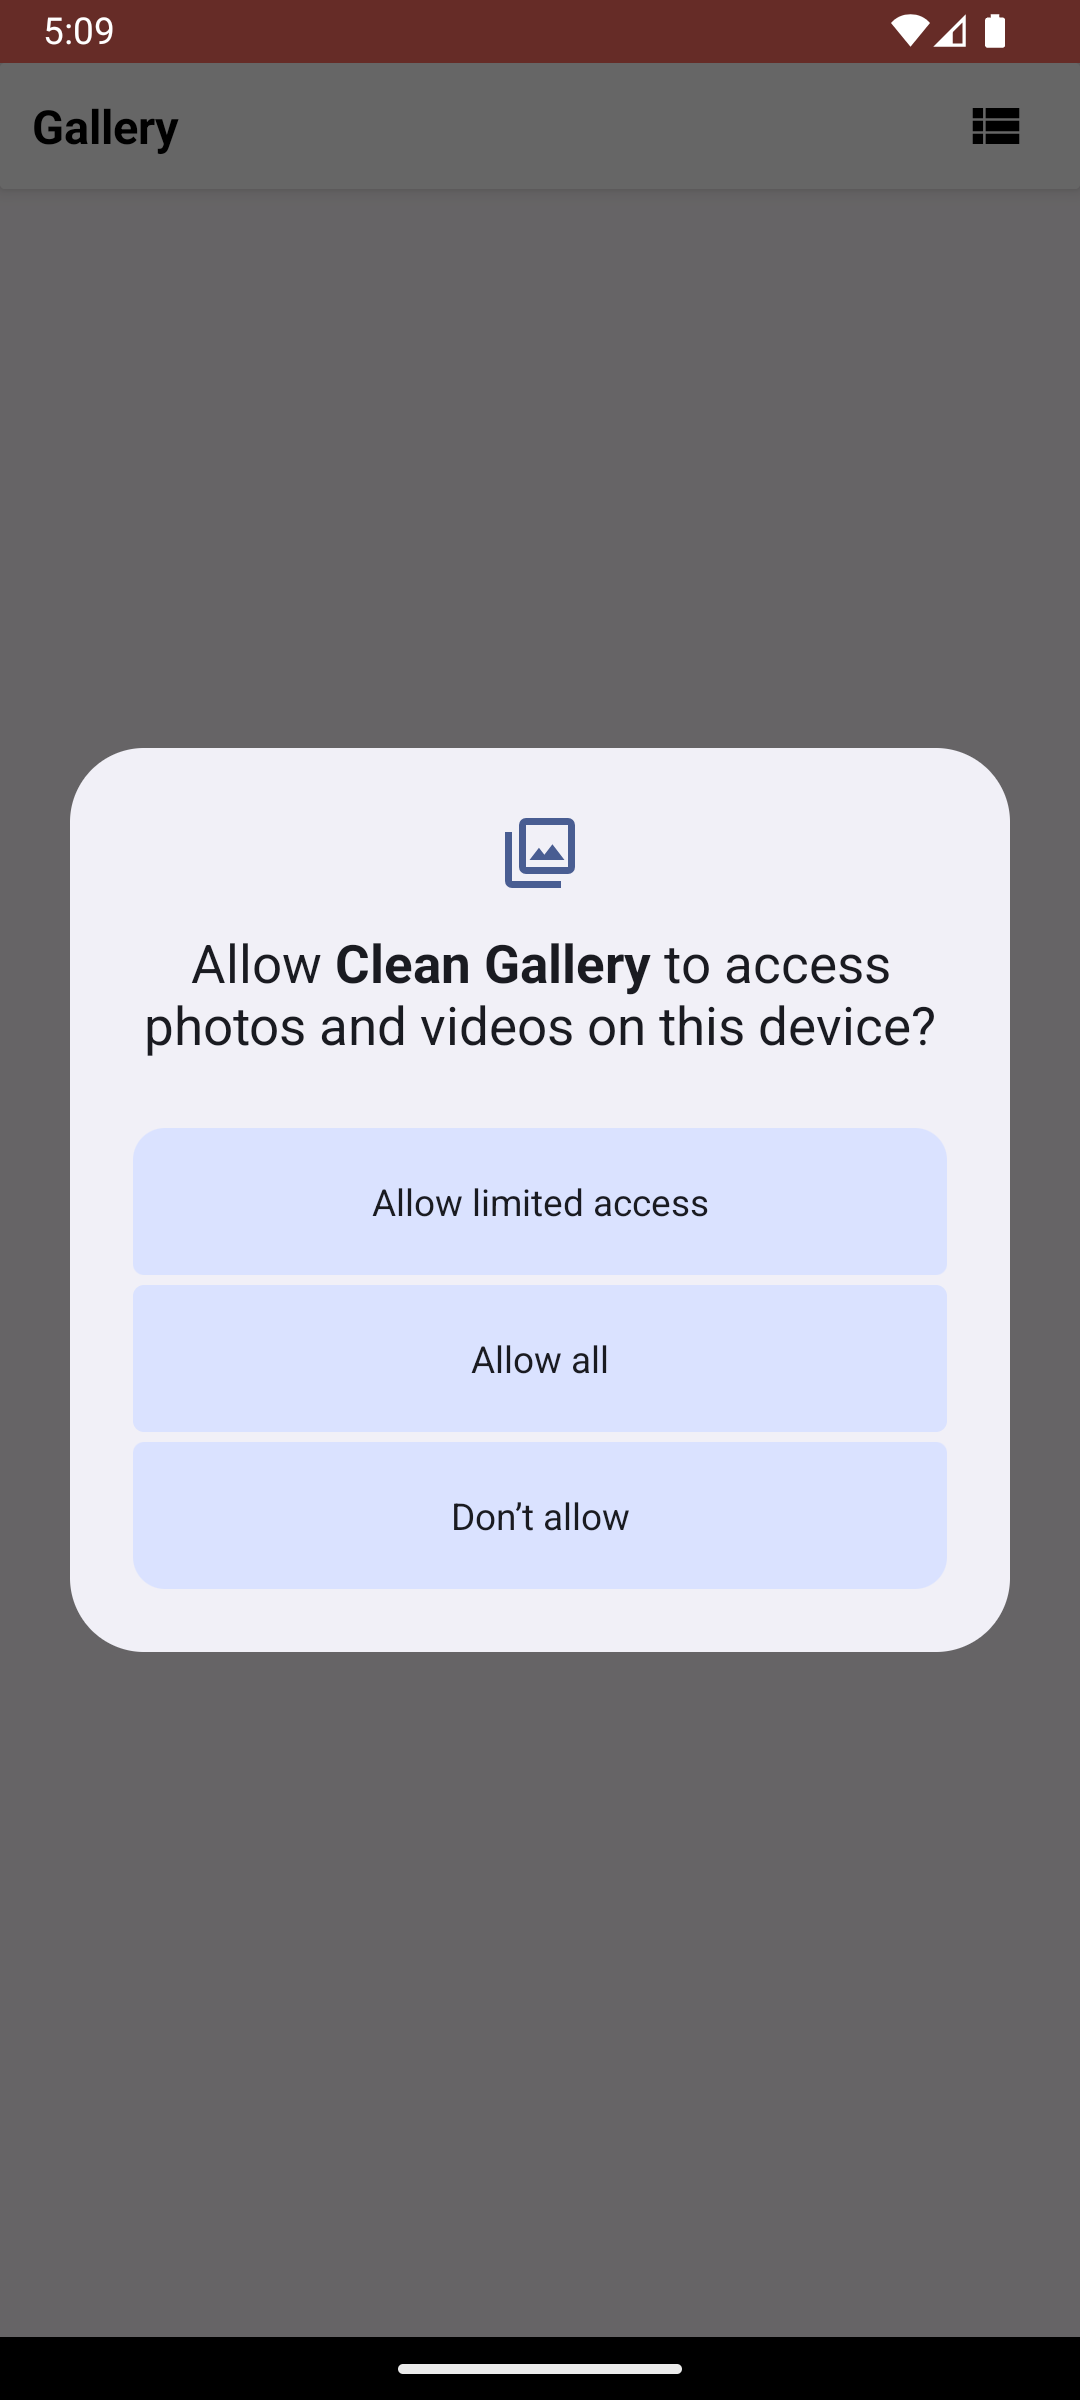 5:09
Gallery
Allow Clean Gallery to access
photos and videos on this device?
Allow limited access
Allow all
Don’t allow